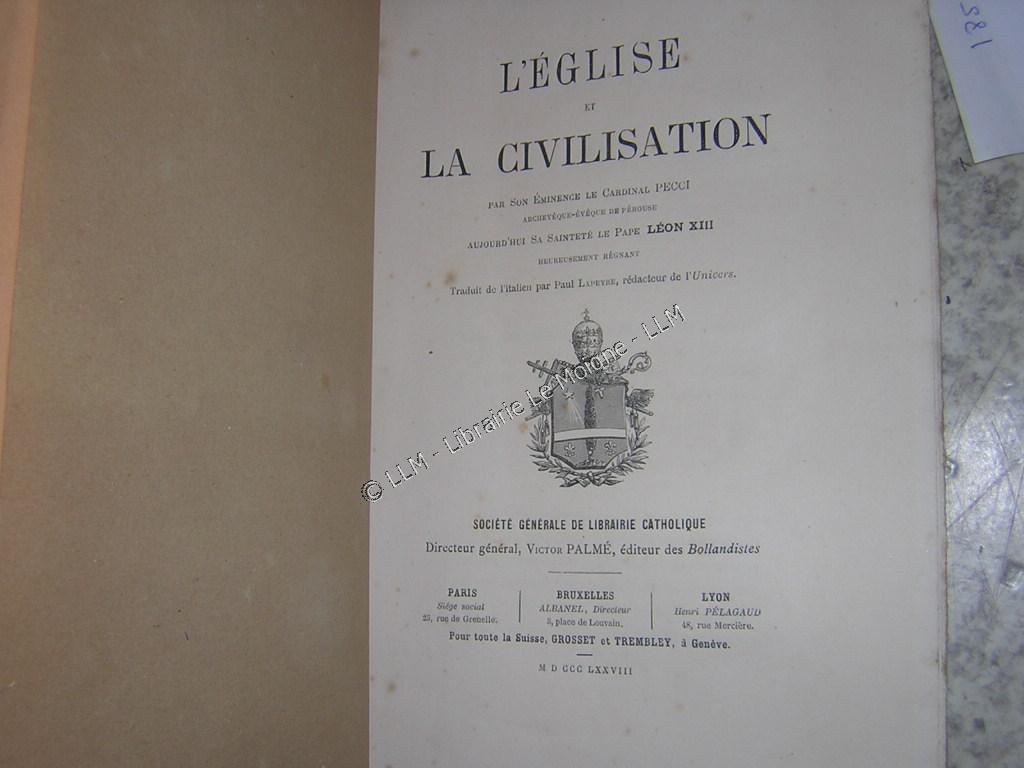 L'ÉGLISE
ET
LA CIVILISATION
PAR SON ÉMINENCE LE CARDINAL PECCI
ARCHEVÊQUE-ÉVÊQUE DE PÉROUSE
AUJOURD'HUI SA SAINTETÉ LE PAPE LÉON XIII
HEUREUSEMENT RÉGNANT
Traduit de l'italien par Paul LAPEYRE, rédacteur de l'Univers.
© LLM - Librairie Le Moigne - LLM
SOCIÉTÉ GÉNÉRALE DE LIBRAIRIE CATHOLIQUE
Directeur général, VICTOR PALMÉ, éditeur des Bollandistes
PARIS
Siége social
25, rue de Grenelle.
BRUXELLES
ALBANEL, Directeur
3, place de Louvain.
LYON
Henri PÉLAGAUD
48, rue Mercière.
Pour toute la Suisse, GROSSET et TREMBLEY, à Genève.
M D CCC LXXVIII